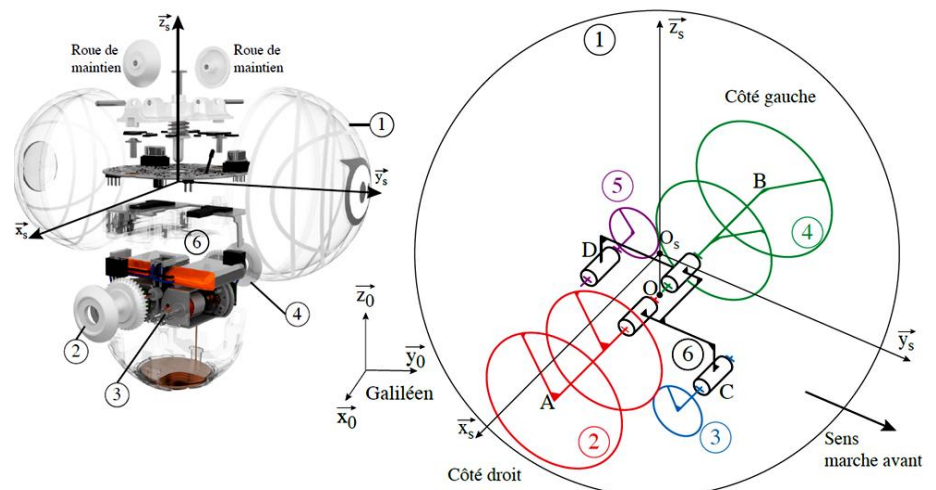 z_s
Roue de
maintien
Roue de
maintien
1
y_s
x_s
6
4
2
3
z_0
y_0
x_0
Galiléen
1
z_s
Côté gauche
B
5
4
D
O_s
O
y_s
6
A
C
x_s
2
3
Sens
marche avant
Côté droit